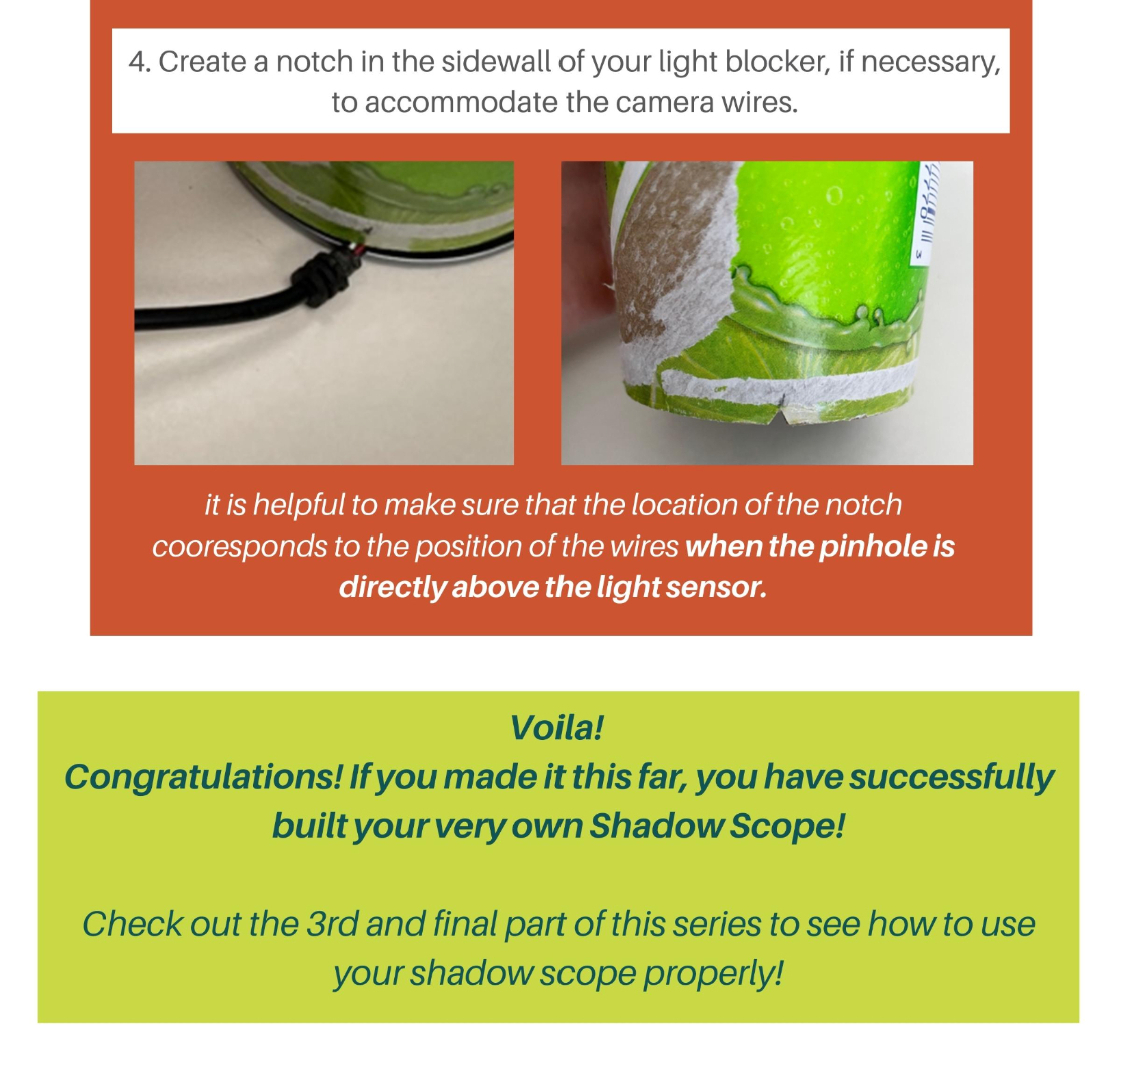 4. Create a notch in the sidewall of your light blocker, if necessary,
to accommodate the camera wires.
it is helpful to make sure that the location of the notch
cooresponds to the position of the wires when the pinhole is
directly above the light sensor.
Voila!
Congratulations! If you made it this far, you have successfully
built your very own Shadow Scope!
Check out the 3rd and final part of this series to see how to use
your shadow scope properly!